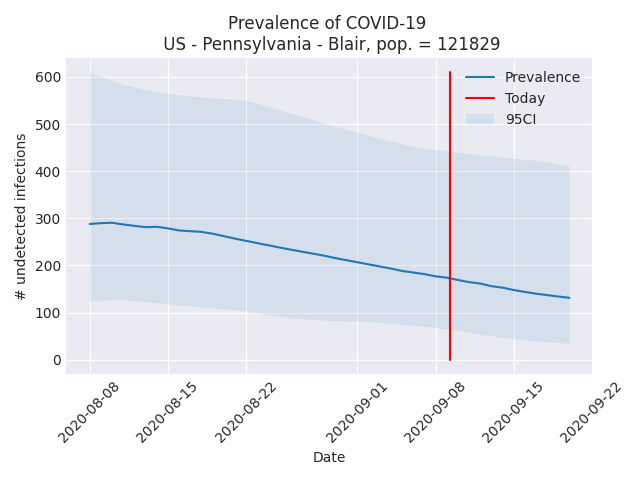 Prevalence of COVID-19
US - Pennsylvania - Blair, pop. = 121829
# undetected infections
600
500
400
300
200
100
0
Prevalence
Today
95CI
2020-08-08
2020-08-15
2020-08-22
2020-09-01
2020-09-08
2020-09-15
2020-09-22
Date